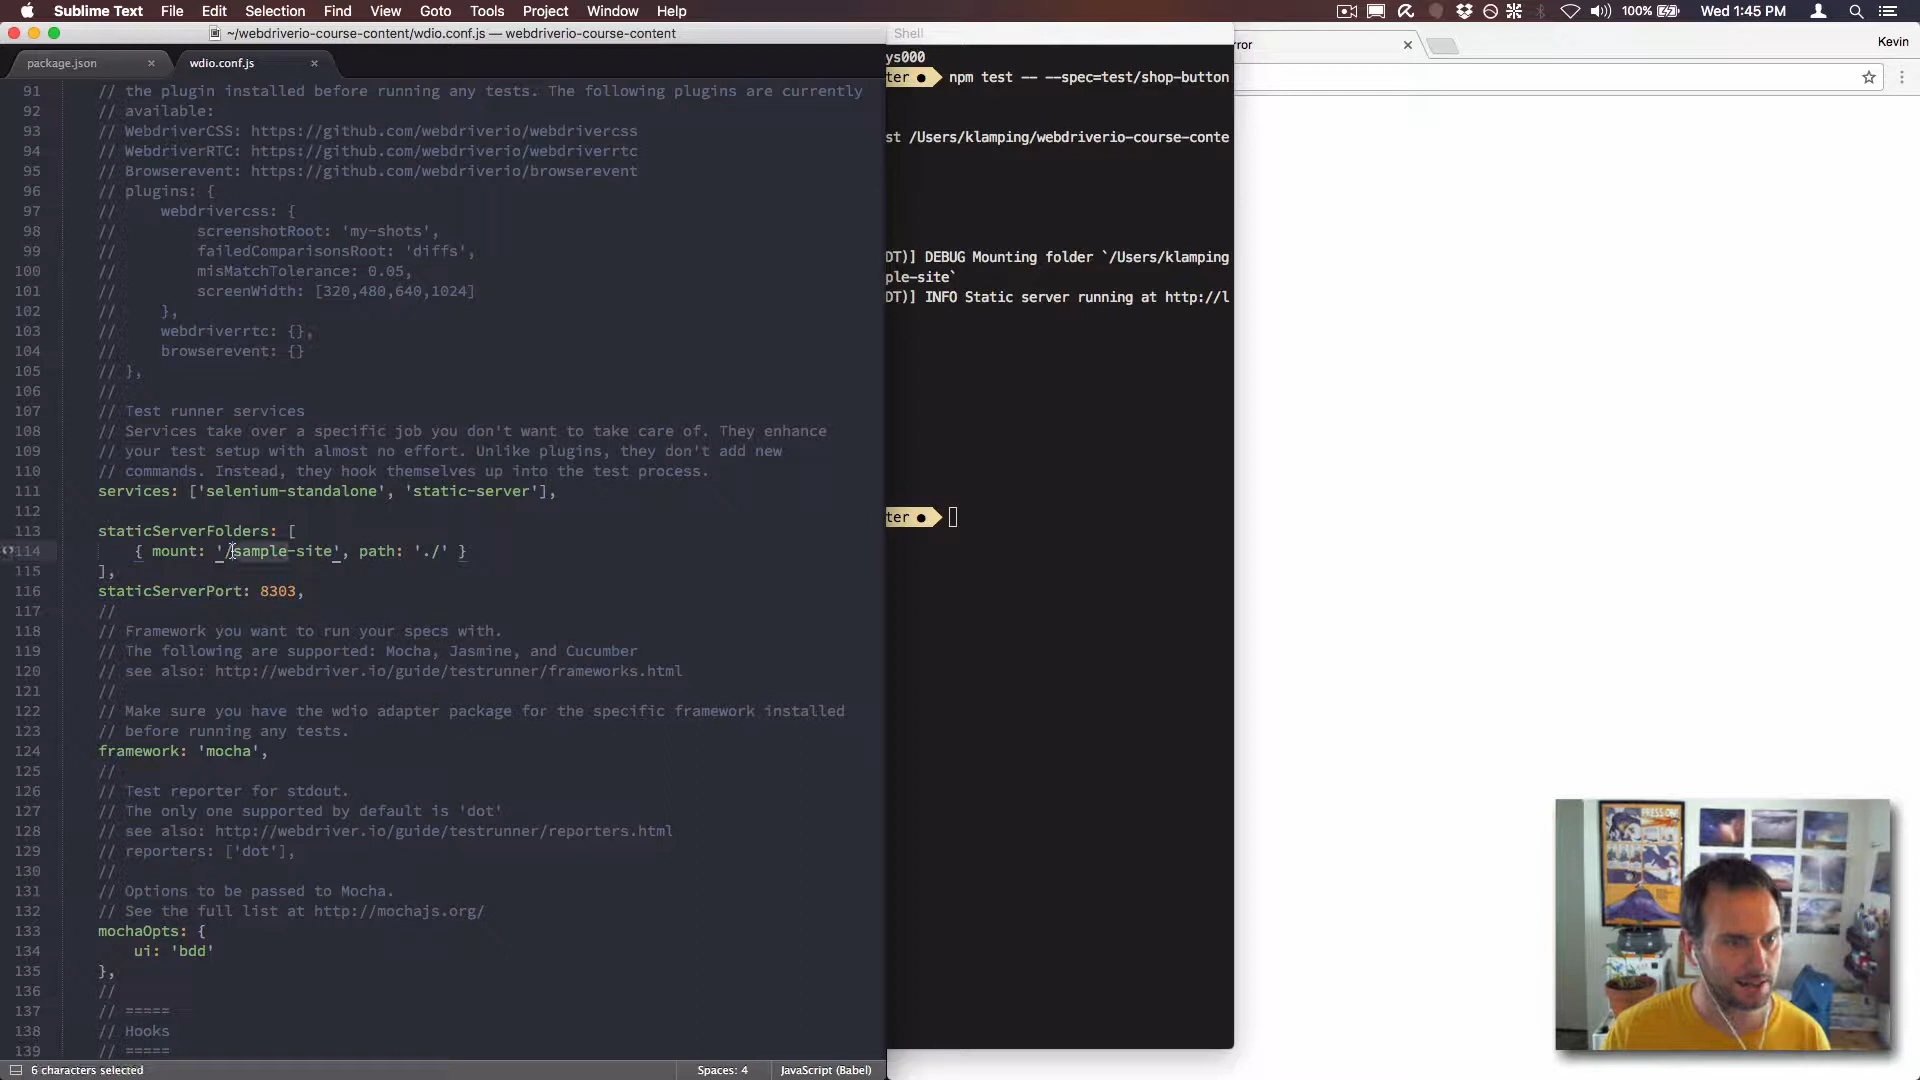 Sublime Text File Edit Selection Find View Goto Tools Project Window Help 100% Wed 1:45 PM
~/webdriverio-course-content/wdio.conf.js — webdriverio-course-content
Shell
ror
Kevin
package.json
wdio.conf.js
91 // the plugin installed before running any tests. The following plugins are currently
92 // available:
93 // WebdriverCSS: https://github.com/webdriverio/webdrivercss
94 // WebdriverRTC: https://github.com/webdriverio/webdriverrtc
95 // Browserevent: https://github.com/webdriverio/browserevent
96 // plugins: {
97 //     webdrivercss: {
98 //         screenshotRoot: 'my-shots',
99 //         failedComparisonsRoot: 'diffs',
100 //         misMatchTolerance: 0.05,
101 //         screenWidth: [320,480,640,1024]
102 //     },
103 //     webdriverrtc: {},
104 //     browserevent: {}
105 // },
106 //
107 // Test runner services
108 // Services take over a specific job you don't want to take care of. They enhance
109 // your test setup with almost no effort. Unlike plugins, they don't add new
110 // commands. Instead, they hook themselves up into the test process.
111 services: ['selenium-standalone', 'static-server'],
112
113 staticServerFolders: [
114     { mount: '/sample-site', path: './' }
115 ],
116 staticServerPort: 8303,
117 //
118 // Framework you want to run your specs with.
119 // The following are supported: Mocha, Jasmine, and Cucumber
120 // see also: http://webdriver.io/guide/testrunner/frameworks.html
121 //
122 // Make sure you have the wdio adapter package for the specific framework installed
123 // before running any tests.
124 framework: 'mocha',
125 //
126 // Test reporter for stdout.
127 // The only one supported by default is 'dot'
128 // see also: http://webdriver.io/guide/testrunner/reporters.html
129 // reporters: ['dot'],
130 //
131 // Options to be passed to Mocha.
132 // See the full list at http://mochajs.org/
133 mochaOpts: {
134     ui: 'bdd'
135 },
136 //
137 // =====
138 // Hooks
139 // =====
6 characters selected
Spaces: 4
JavaScript (Babel)
ys000
ter ● npm test -- --spec=test/shop-button
st /Users/klamping/webdriverio-course-conte
DT)] DEBUG Mounting folder `/Users/klamping
ple-site`
DT)] INFO Static server running at http://l
ter ●
PRESS ON